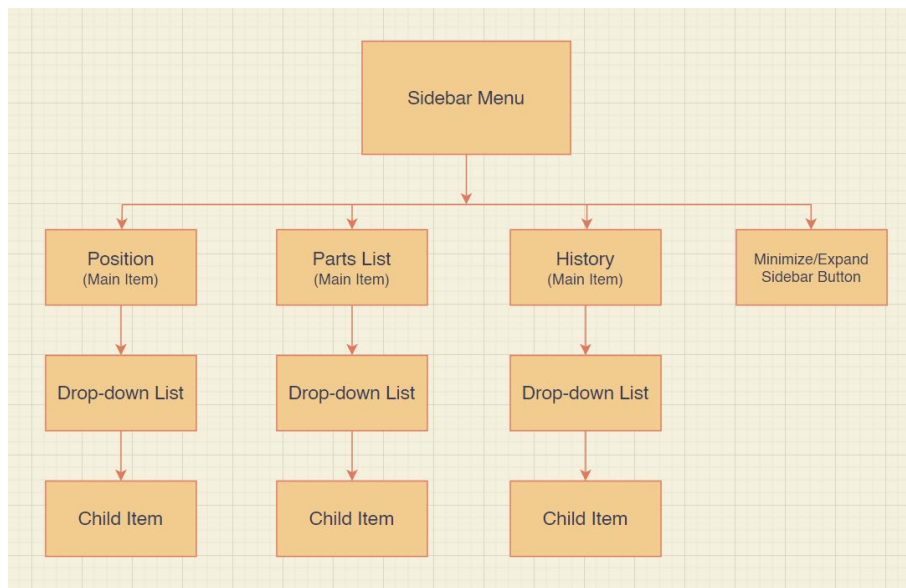 Sidebar Menu
Position
(Main Item)
Parts List
(Main Item)
History
(Main Item)
Minimize/Expand
Sidebar Button
Drop-down List
Drop-down List
Drop-down List
Child Item
Child Item
Child Item